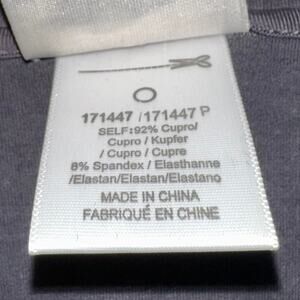 171447 / 171447 P
SELF: 92% Cupro/
Cupro / Kupfer
/ Cupro / Cupre
8% Spandex / Elasthanne
/Elastan/Elastan/Elastano
MADE IN CHINA
FABRIQUÉ EN CHINE